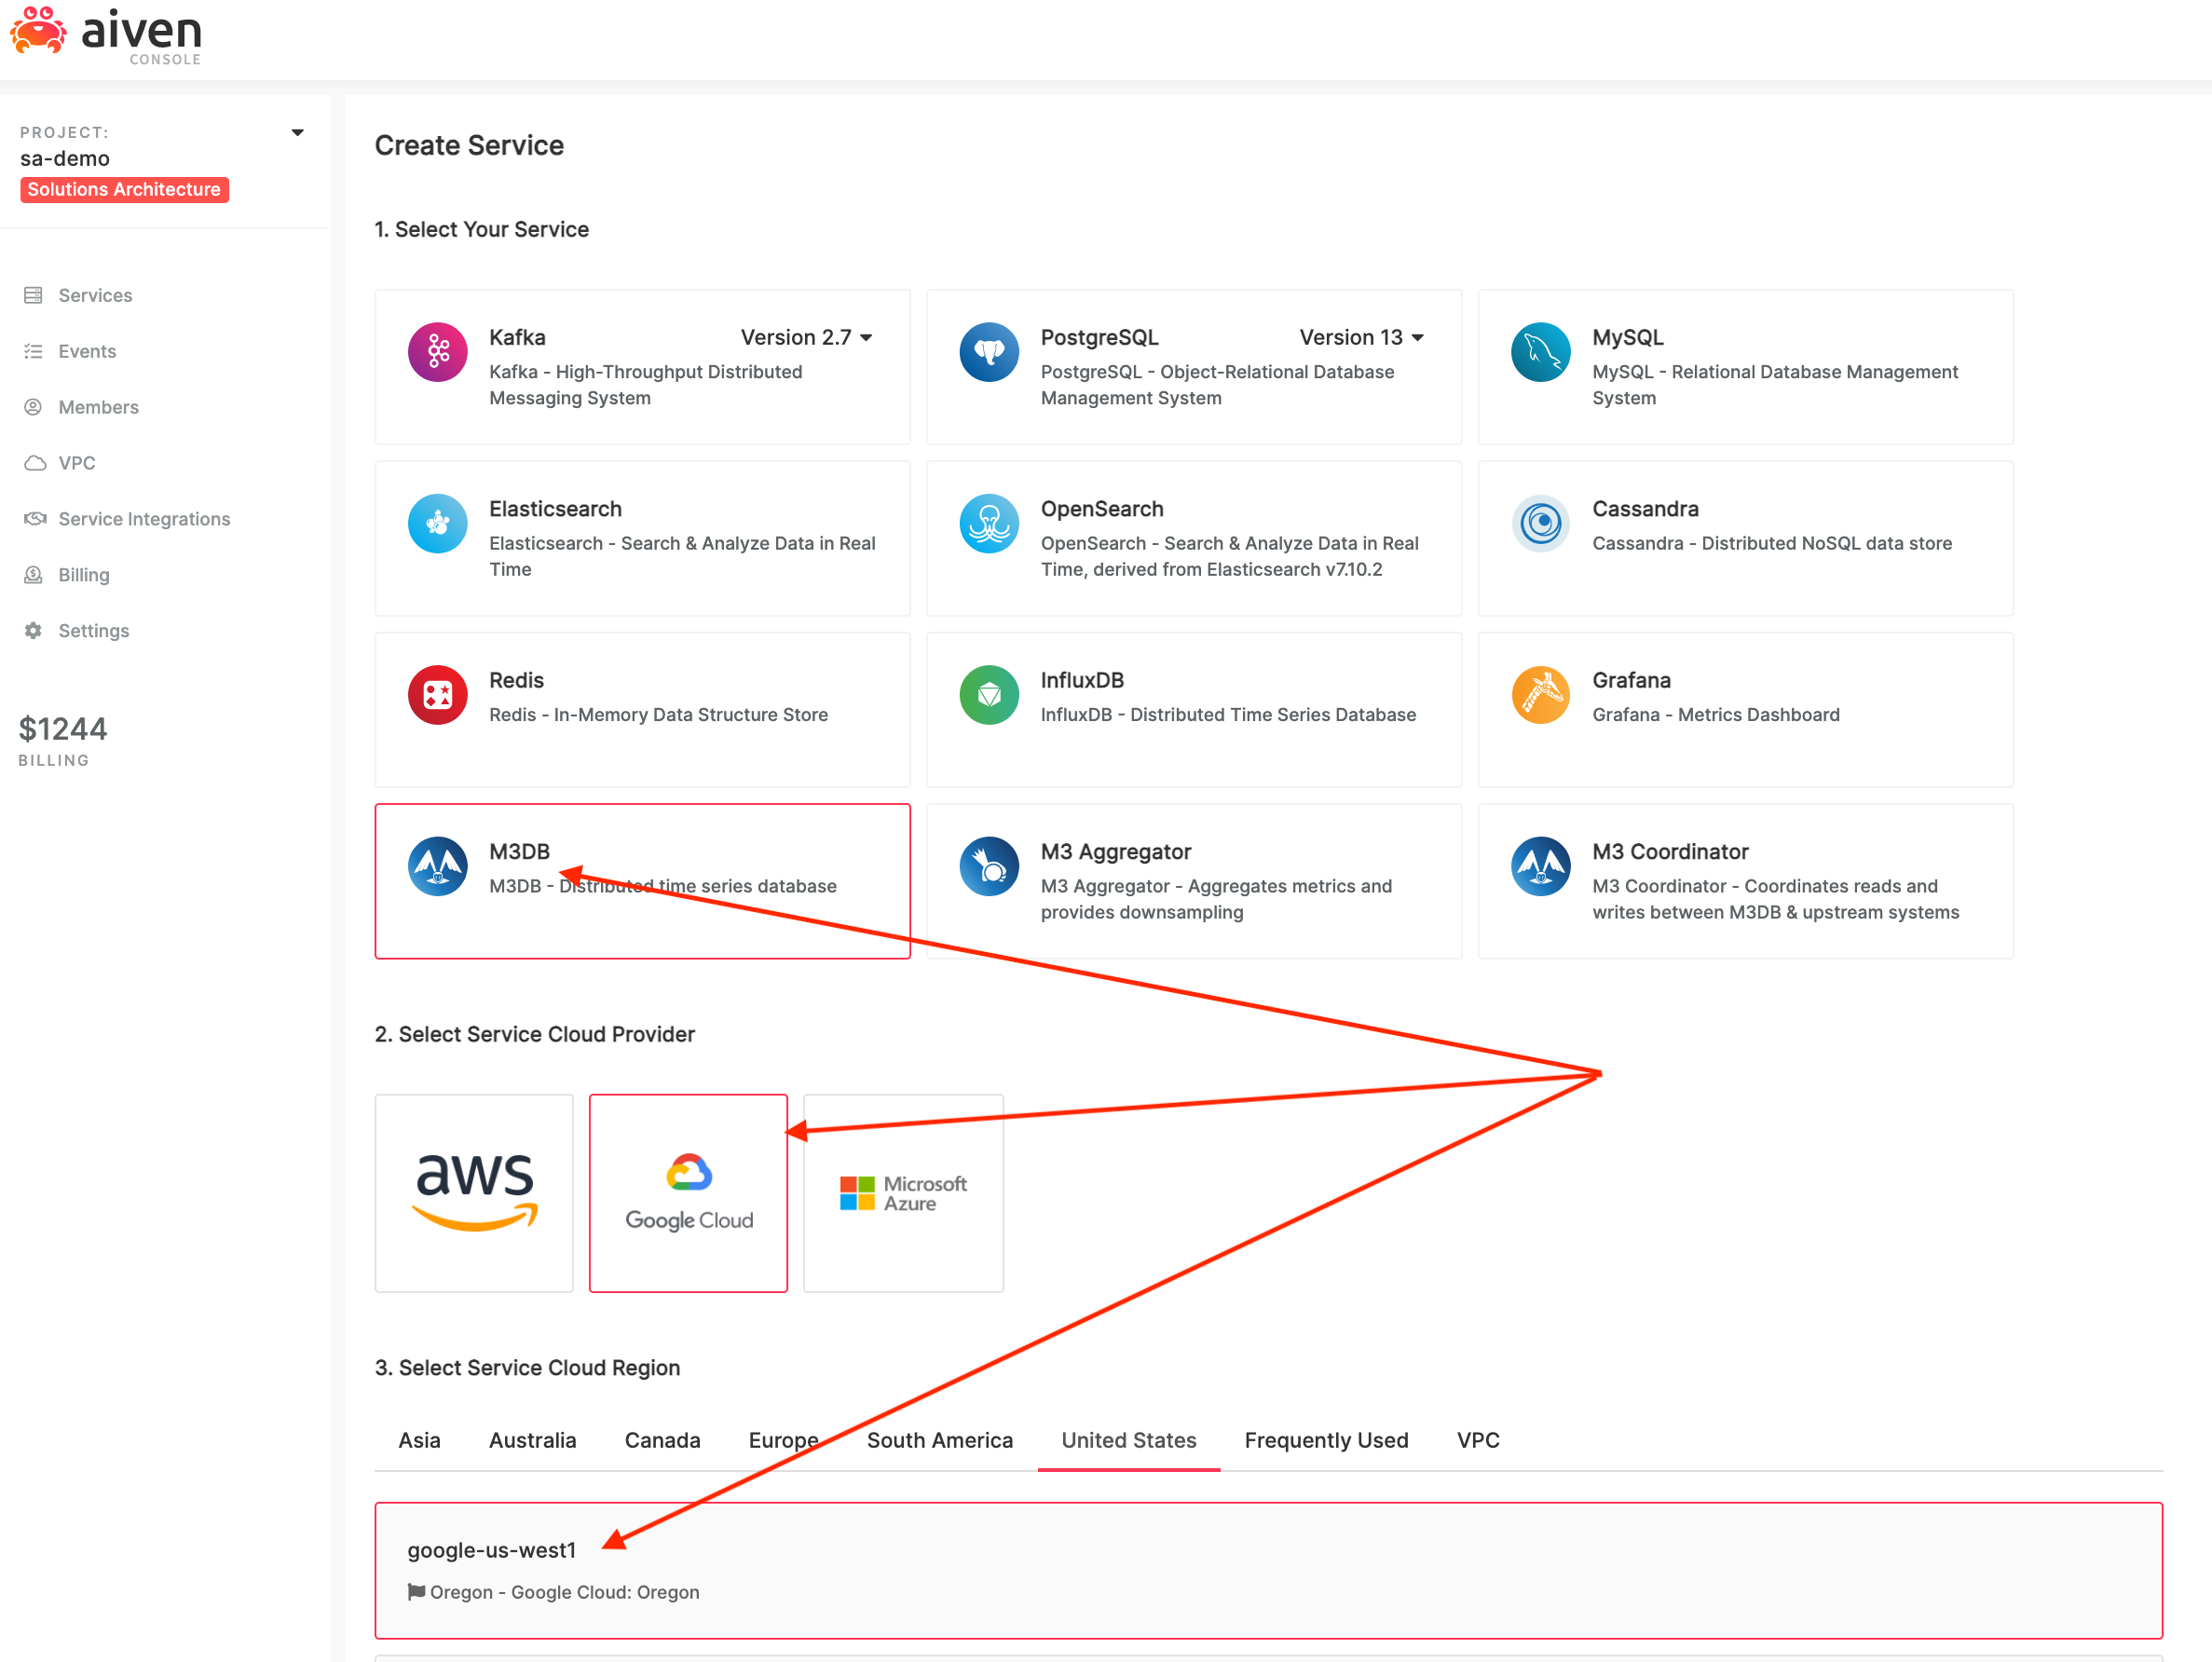 aiven
CONSOLE
PROJECT:
sa-demo
Solutions Architecture
Services
Events
Members
VPC
Service Integrations
Billing
Settings
$1244
BILLING
Create Service
1. Select Your Service
Kafka
Version 2.7
Kafka - High-Throughput Distributed
Messaging System
PostgreSQL
Version 13
PostgreSQL - Object-Relational Database
Management System
MySQL
MySQL - Relational Database Management
System
Elasticsearch
Elasticsearch - Search & Analyze Data in Real
Time
OpenSearch
OpenSearch - Search & Analyze Data in Real
Time, derived from Elasticsearch v7.10.2
Cassandra
Cassandra - Distributed NoSQL data store
Redis
Redis - In-Memory Data Structure Store
InfluxDB
InfluxDB - Distributed Time Series Database
Grafana
Grafana - Metrics Dashboard
M3DB
M3DB - Distributed time series database
M3 Aggregator
M3 Aggregator - Aggregates metrics and
provides downsampling
M3 Coordinator
M3 Coordinator - Coordinates reads and
writes between M3DB & upstream systems
2. Select Service Cloud Provider
aws
Google Cloud
Microsoft
Azure
3. Select Service Cloud Region
Asia
Australia
Canada
Europe
South America
United States
Frequently Used
VPC
google-us-west1
Oregon - Google Cloud: Oregon